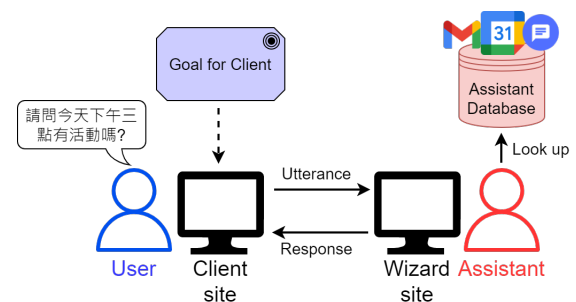 Goal for Client
31
Assistant
Database
請問今天下午三
點有活動嗎?
Look up
Utterance
Response
User
Client
site
Wizard
site
Assistant